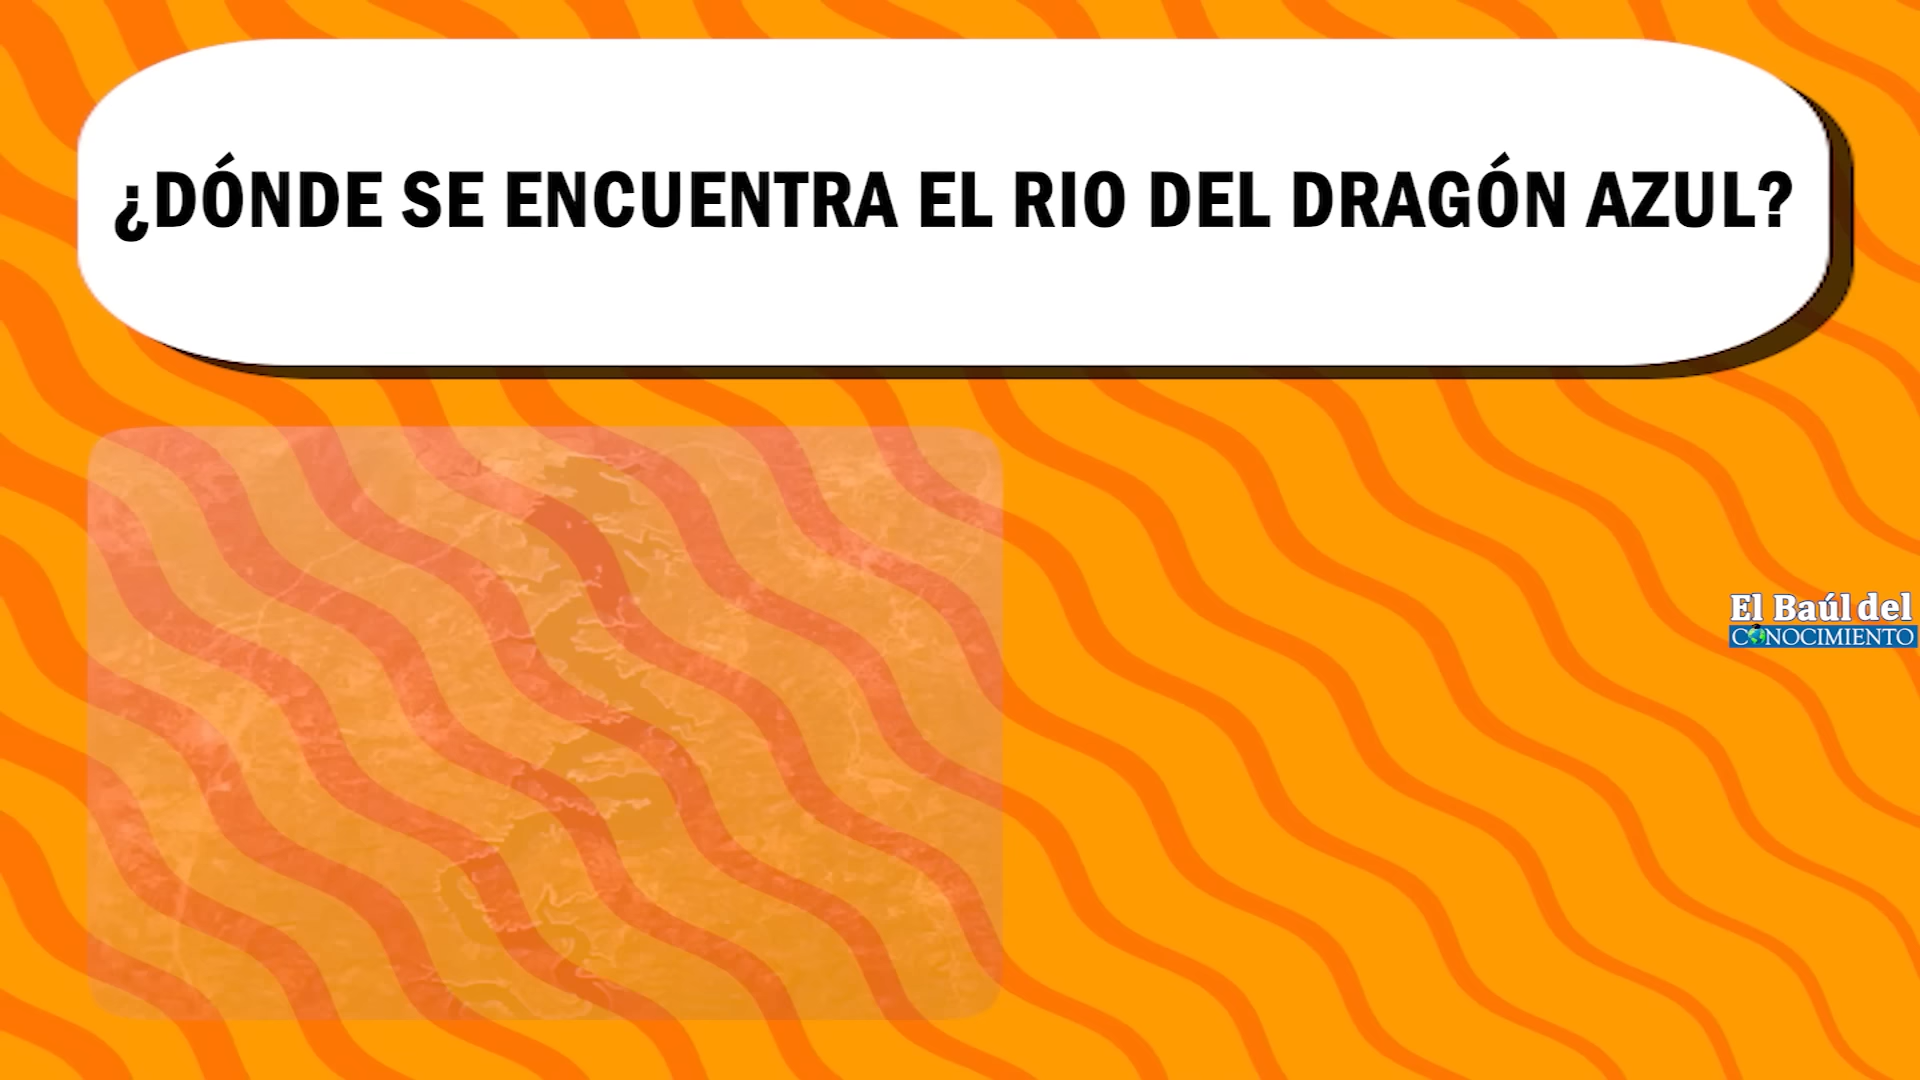 ¿DÓNDE SE ENCUENTRA EL RIO DEL DRAGÓN AZUL?
El Baúl del
CONOCIMIENTO